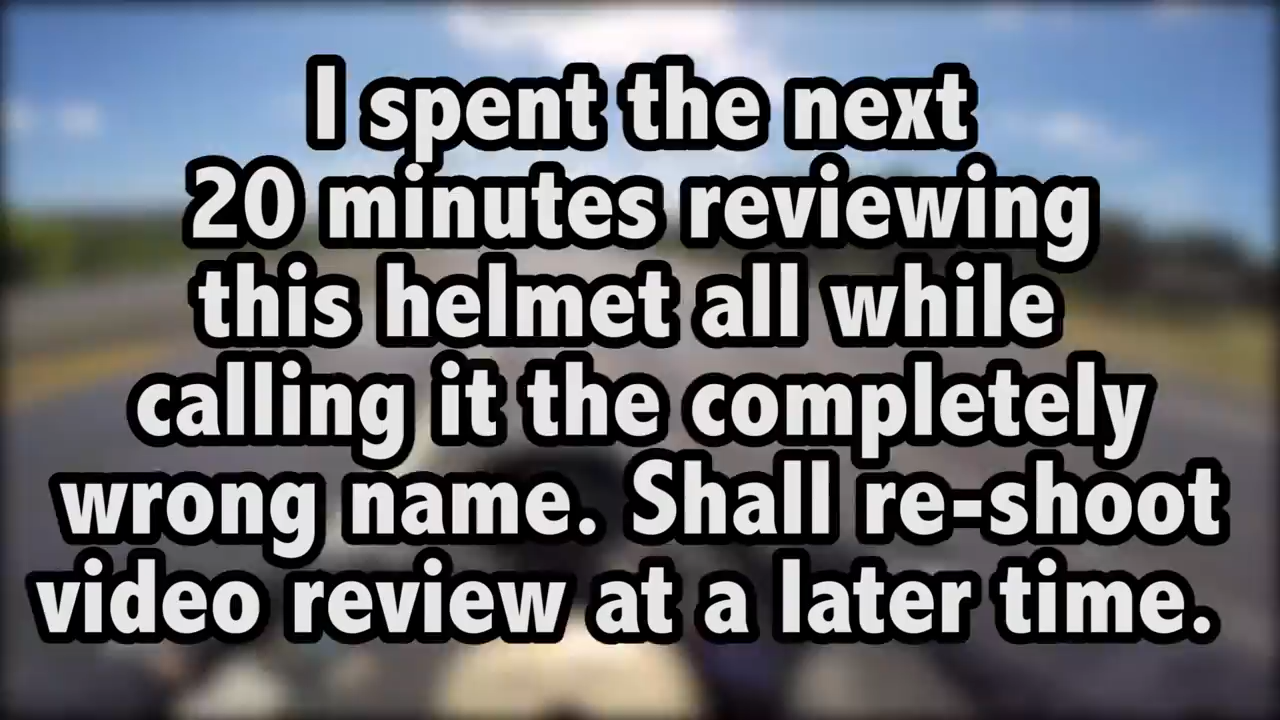 I spent the next
20 minutes reviewing
this helmet all while
calling it the completely
wrong name. Shall re-shoot
video review at a later time.